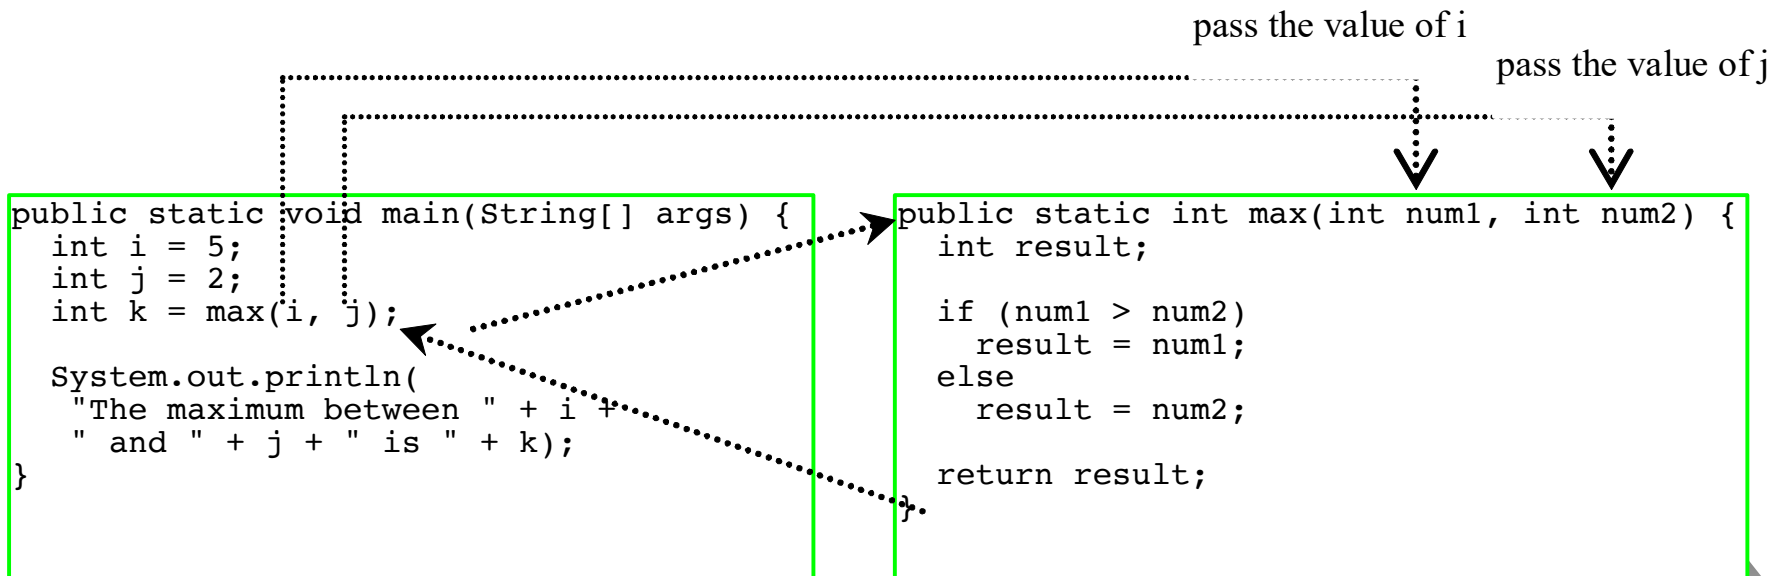 pass the value of i
pass the value of j
public static void main(String[] args) {
  int i = 5;
  int j = 2;
  int k = max(i, j);

  System.out.println(
   "The maximum between " + i +
   " and " + j + " is " + k);
}
public static int max(int num1, int num2) {
  int result;

  if (num1 > num2)
    result = num1;
  else
    result = num2;

  return result;
}